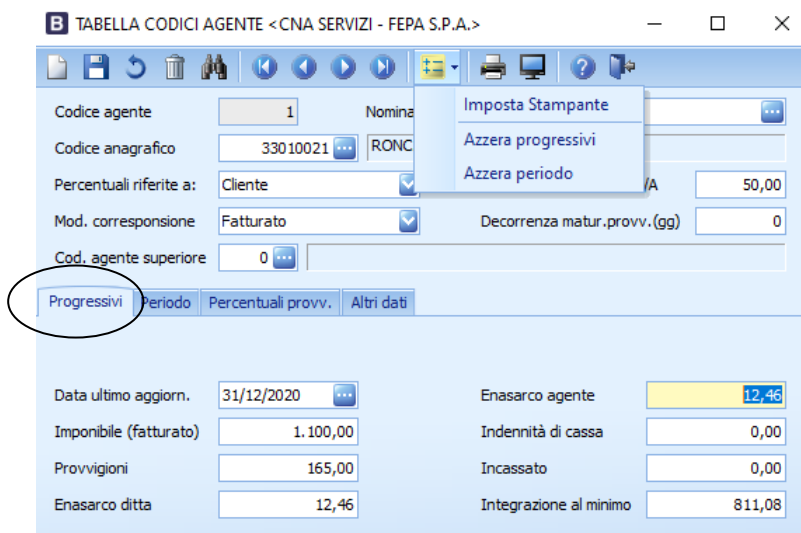 B TABELLA CODICI AGENTE <CNA SERVIZI - FEPA S.P.A.>
Codice agente 1 Nomina
Imposta Stampante
Codice anagrafico 33010021 RONC
Azzera progressivi
Percentuali riferite a: Cliente /A 50,00
Azzera periodo
Mod. corresponsione Fatturato Decorrenza matur.provv.(gg) 0
Cod. agente superiore 0
Progressivi Periodo Percentuali provv. Altri dati
Data ultimo aggiorn. 31/12/2020 Enasarco agente 12,46
Imponibile (fatturato) 1.100,00 Indennità di cassa 0,00
Provvigioni 165,00 Incassato 0,00
Enasarco ditta 12,46 Integrazione al minimo 811,08